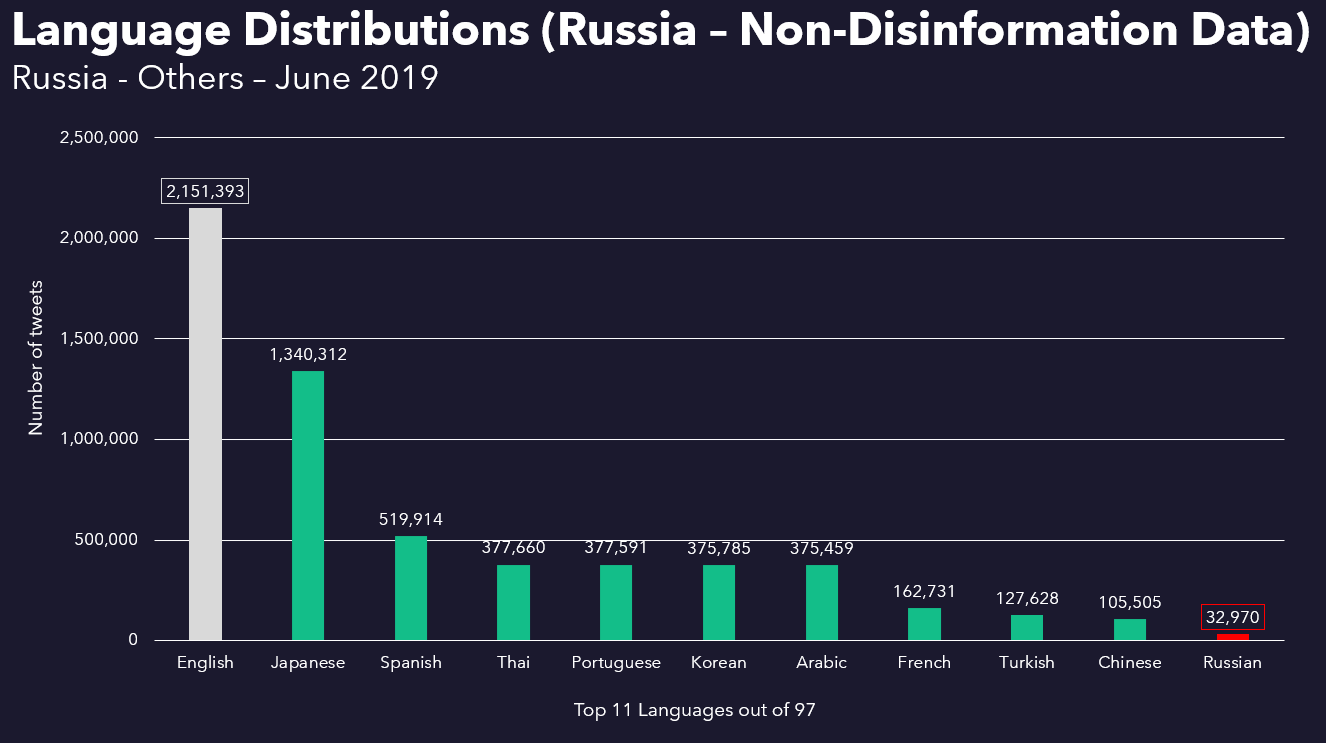 Language Distributions (Russia – Non-Disinformation Data)
Russia - Others – June 2019
2,500,000
2,000,000
1,500,000
1,000,000
500,000
0
Number of tweets
2,151,393
1,340,312
519,914
377,660
377,591
375,785
375,459
162,731
127,628
105,505
32,970
English
Japanese
Spanish
Thai
Portuguese
Korean
Arabic
French
Turkish
Chinese
Russian
Top 11 Languages out of 97